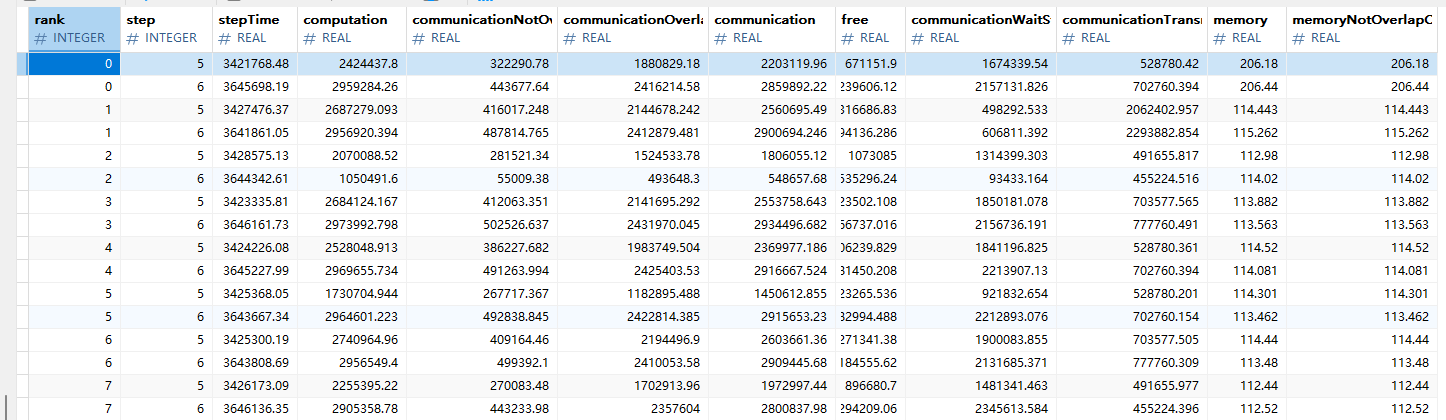 rank step stepTime computation communicationNotOv communicationOverla communication free communicationWaitS communicationTrans memory memoryNotOverlapC
# INTEGER # INTEGER # REAL # REAL # REAL # REAL # REAL # REAL # REAL # REAL # REAL # REAL
0 5 3421768.48 2424437.8 322290.78 1880829.18 2203119.96 671151.9 1674339.54 528780.42 206.18 206.18
0 6 3645698.19 2959284.26 443677.64 2416214.58 2859892.22 239606.12 2157131.826 702760.394 206.44 206.44
1 5 3427476.37 2687279.093 416017.248 2144678.242 2560695.49 316686.83 498292.533 2062402.957 114.443 114.443
1 6 3641861.05 2956920.394 487814.765 2412879.481 2900694.246 94136.286 606811.392 2293882.854 115.262 115.262
2 5 3428575.13 2070088.52 281521.34 1524533.78 1806055.12 1073085 1314399.303 491655.817 112.98 112.98
2 6 3644342.61 1050491.6 55009.38 493648.3 548657.68 535296.24 93433.164 455224.516 114.02 114.02
3 5 3423335.81 2684124.167 412063.351 2141695.292 2553758.643 23502.108 1850181.078 703577.565 113.882 113.882
3 6 3646161.73 2973992.798 502526.637 2431970.045 2934496.682 56737.016 2156736.191 777760.491 113.563 113.563
4 5 3424226.08 2528048.913 386227.682 1983749.504 2369977.186 06239.829 1841196.825 528780.361 114.52 114.52
4 6 3645227.99 2969655.734 491263.994 2425403.53 2916667.524 31450.208 2213907.13 702760.394 114.081 114.081
5 5 3425368.05 1730704.944 267717.367 1182895.488 1450612.855 23265.536 921832.654 528780.201 114.301 114.301
5 6 3643667.34 2964601.223 492838.845 2422814.385 2915653.23 32994.488 2212893.076 702760.154 113.462 113.462
6 5 3425300.19 2740964.96 409164.46 2194496.9 2603661.36 271341.38 1900083.855 703577.505 114.44 114.44
6 6 3643808.69 2956549.4 499392.1 2410053.58 2909445.68 184555.62 2131685.371 777760.309 113.48 113.48
7 5 3426173.09 2255395.22 270083.48 1702913.96 1972997.44 896680.7 1481341.463 491655.977 112.44 112.44
7 6 3646136.35 2905358.78 443233.98 2357604 2800837.98 294209.06 2345613.584 455224.396 112.52 112.52